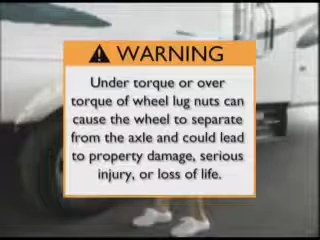 WARNING
Under torque or over
torque of wheel lug nuts can
cause the wheel to separate
from the axle and could lead
to property damage, serious
injury, or loss of life.